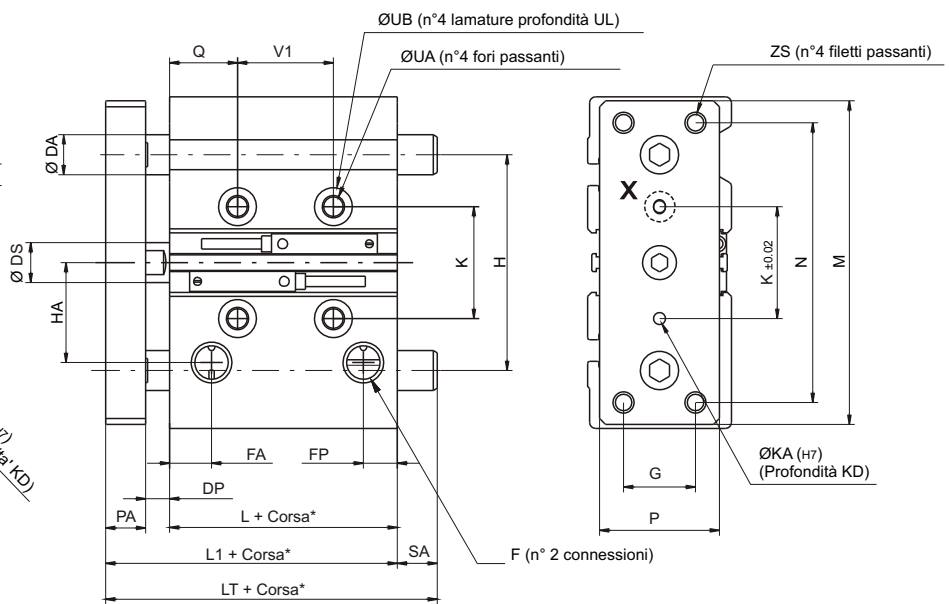 ØUB (n°4 lamature profondità UL)
Q
V1
ØUA (n°4 fori passanti)
ZS (n°4 filetti passanti)
Ø DA
X
Ø DS
HA
K
H
K ±0.02
N
M
FA
FP
DP
PA
L + Corsa*
L1 + Corsa*
SA
LT + Corsa*
F (n° 2 connessioni)
G
P
ØKA (H7)
(Profondità KD)
KD)